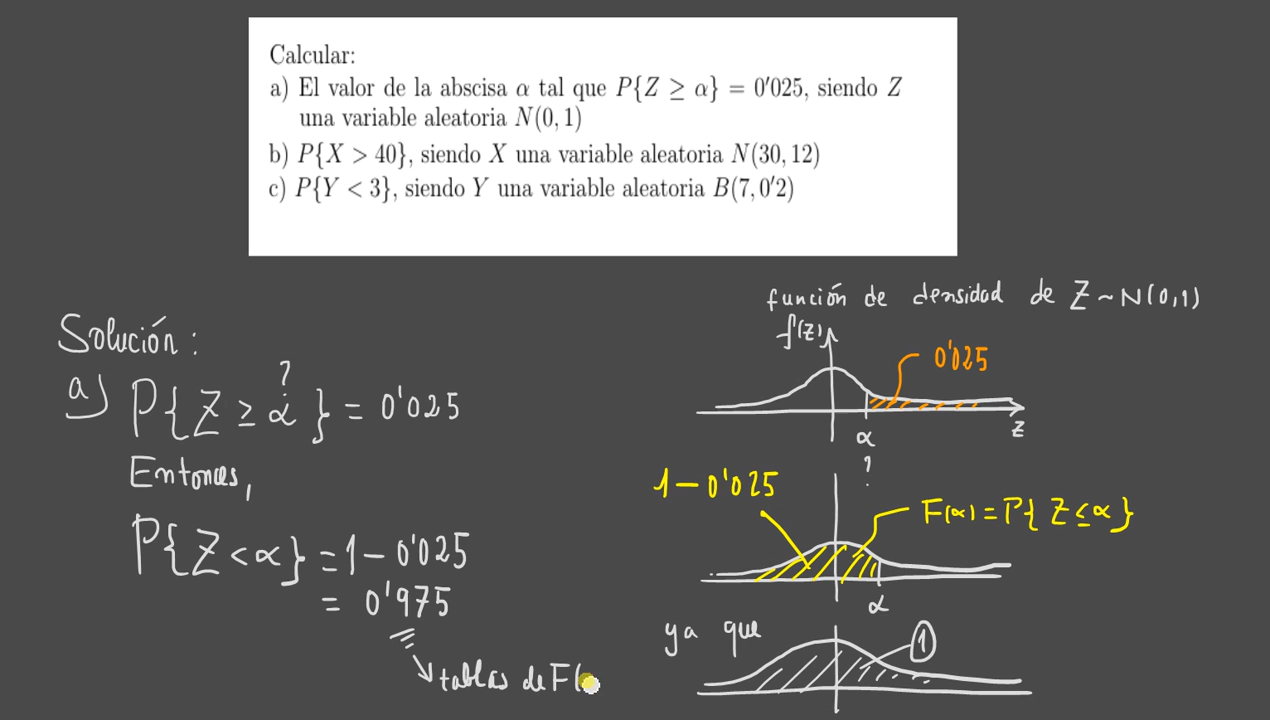 Calcular:
a) El valor de la abscisa α tal que P{Z ≥ α} = 0'025, siendo Z
una variable aleatoria N(0, 1)
b) P{X > 40}, siendo X una variable aleatoria N(30, 12)
c) P{Y < 3}, siendo Y una variable aleatoria B(7, 0'2)
Solución:
a) P{Z ≥ α} = 0'025
?
Entonces,
P{Z < α} = 1 - 0'025
= 0'975
tablas de F(
función de densidad de Z ~ N(0,1)
f(Z)
0'025
Z
α
?
1 - 0'025
F(α) = P{Z ≤ α}
α
ya que
1